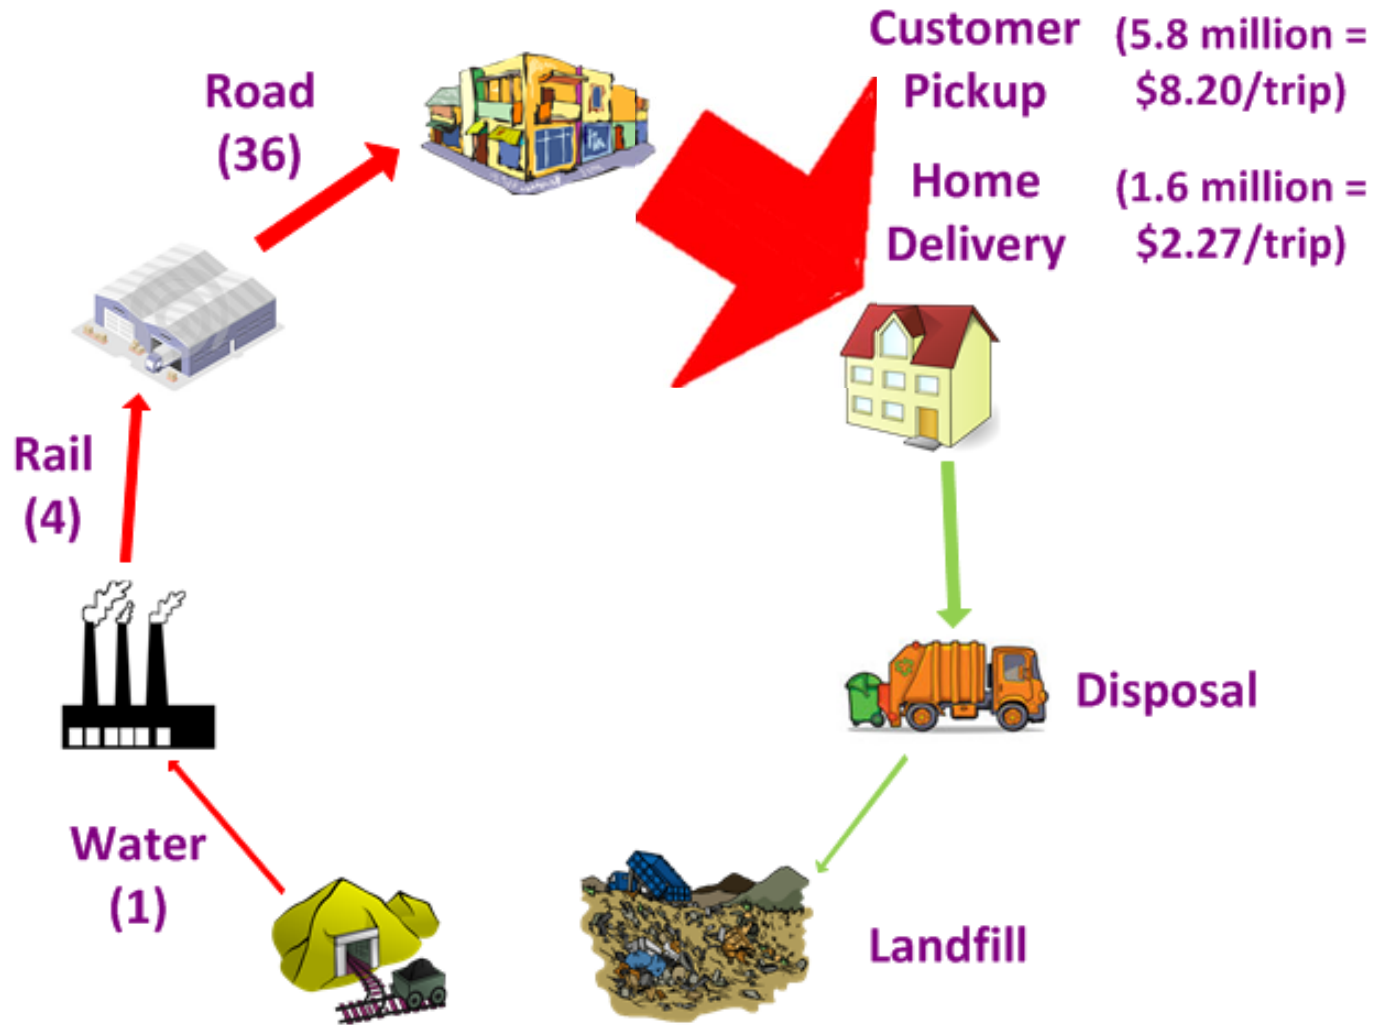 Customer
Pickup
(5.8 million =
$8.20/trip)
Road
(36)
Home
Delivery
(1.6 million =
$2.27/trip)
Rail
(4)
Disposal
Water
(1)
Landfill